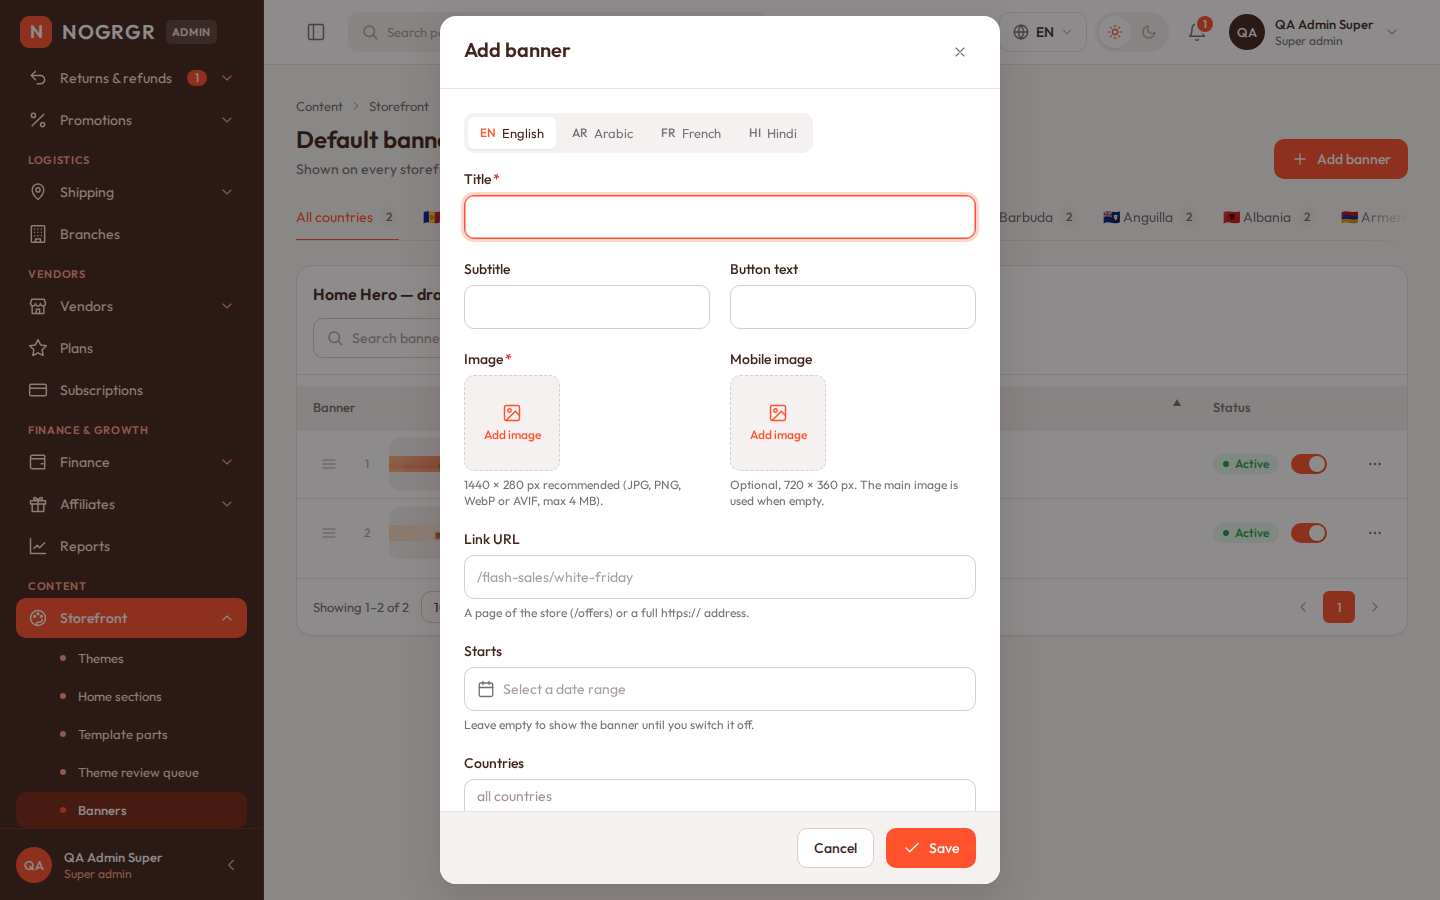 N NOGRGR ADMIN
Returns & refunds 1
Promotions
LOGISTICS
Shipping
Branches
VENDORS
Vendors
Plans
Subscriptions
FINANCE & GROWTH
Finance
Affiliates
Reports
CONTENT
Storefront
Themes
Home sections
Template parts
Theme review queue
Banners
QA QA Admin Super
Super admin
Search
EN
1
QA QA Admin Super
Super admin
Content > Storefront
Default
Shown on every
Add banner
All countries 2
Barbuda 2
Anguilla 2
Albania 2
Home Hero —
Search
Banner
Status
1
Active
2
Active
Showing 1–2 of 2
1
Add banner
EN English AR Arabic FR French HI Hindi
Title*
Subtitle Button text
Image* Mobile image
Add image Add image
1440 × 280 px recommended (JPG, PNG,
WebP or AVIF, max 4 MB).
Optional, 720 × 360 px. The main image is
used when empty.
Link URL
/flash-sales/white-friday
A page of the store (/offers) or a full https:// address.
Starts
Select a date range
Leave empty to show the banner until you switch it off.
Countries
all countries
Cancel Save